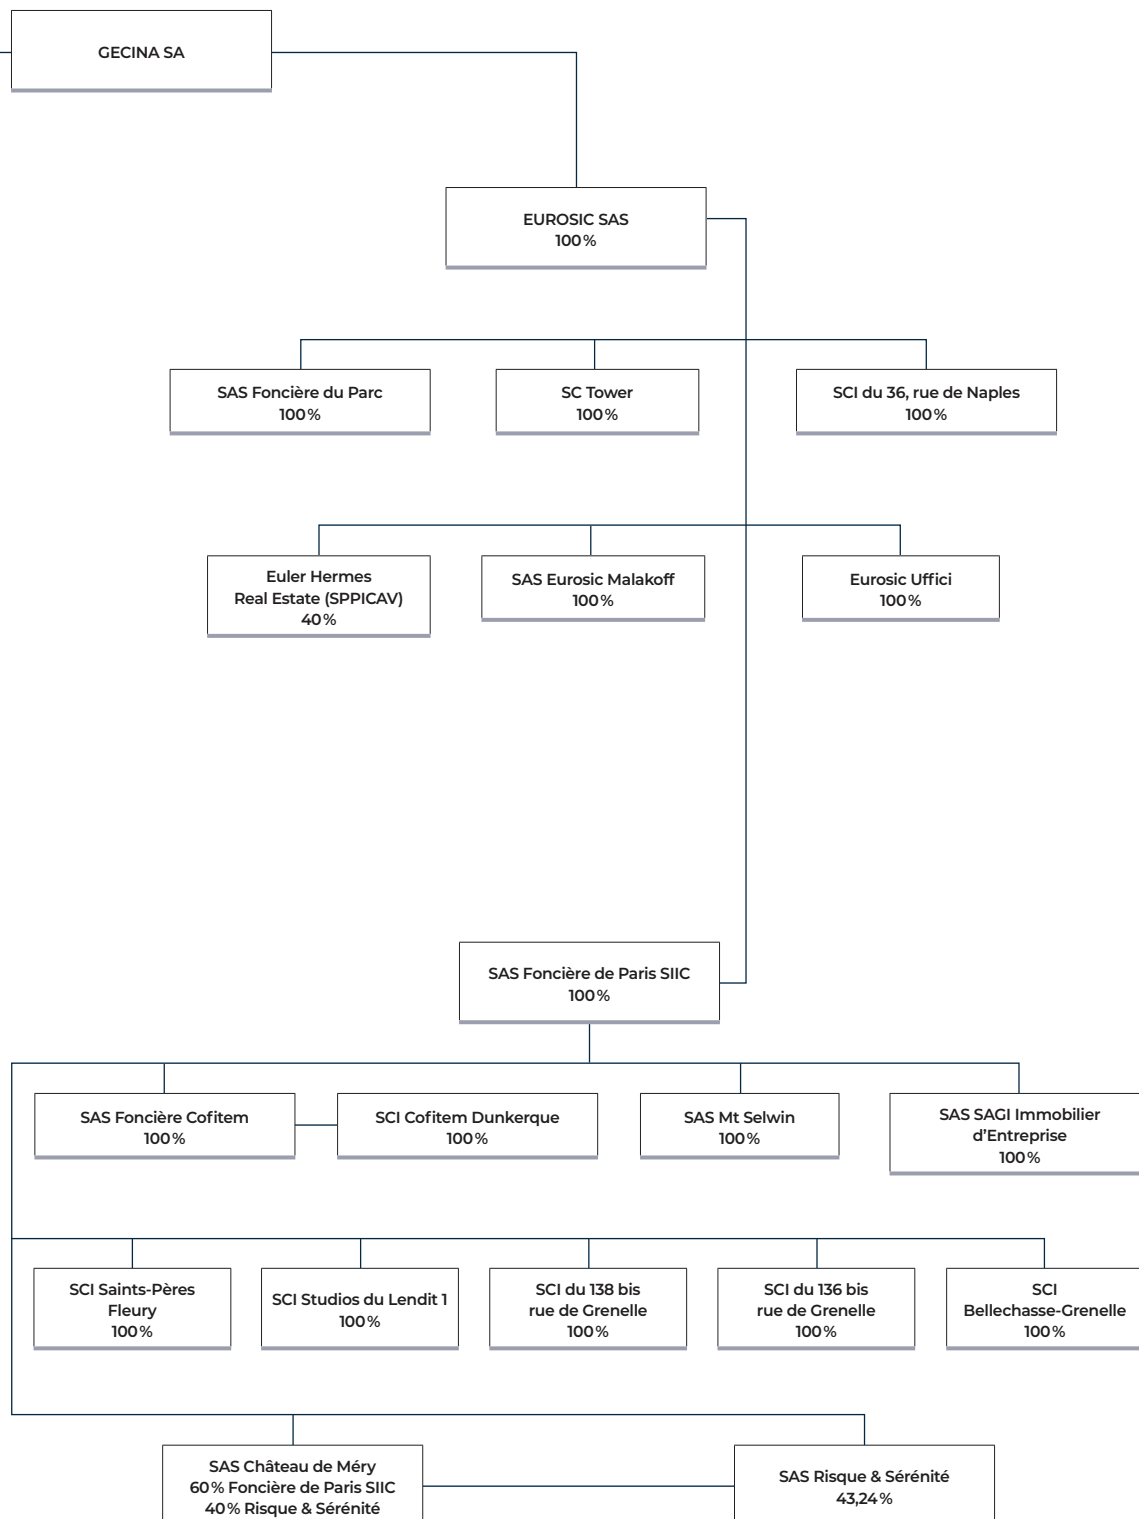 GECINA SA
EUROSIC SAS
100%
SAS Foncière du Parc
100%
SC Tower
100%
SCI du 36, rue de Naples
100%
Euler Hermes
Real Estate (SPPICAV)
40%
SAS Eurosic Malakoff
100%
Eurosic Uffici
100%
SAS Foncière de Paris SIIC
100%
SAS Foncière Cofitem
100%
SCI Cofitem Dunkerque
100%
SAS Mt Selwin
100%
SAS SAGI Immobilier
d’Entreprise
100%
SCI Saints-Pères
Fleury
100%
SCI Studios du Lendit 1
100%
SCI du 138 bis
rue de Grenelle
100%
SCI du 136 bis
rue de Grenelle
100%
SCI
Bellechasse-Grenelle
100%
SAS Château de Méry
60% Foncière de Paris SIIC
40% Risque & Sérénité
SAS Risque & Sérénité
43,24%